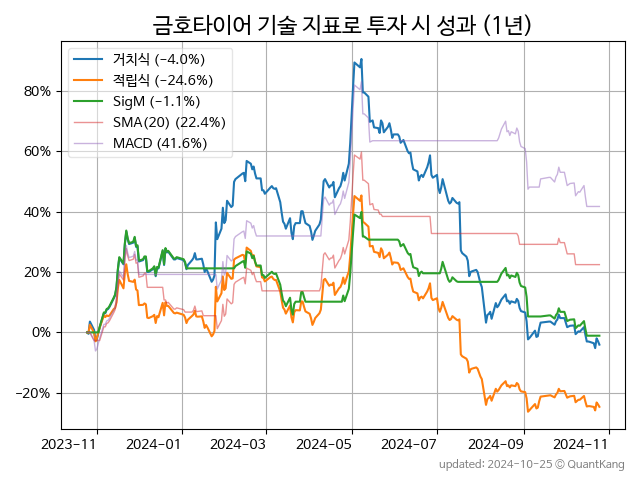 금호타이어 기술 지표로 투자 시 성과 (1년)
거치식 (-4.0%)
적립식 (-24.6%)
SigM (-1.1%)
SMA(20) (22.4%)
MACD (41.6%)
80%
60%
40%
20%
0%
-20%
2023-11
2024-01
2024-03
2024-05
2024-07
2024-09
2024-11
updated: 2024-10-25 © QuantKang